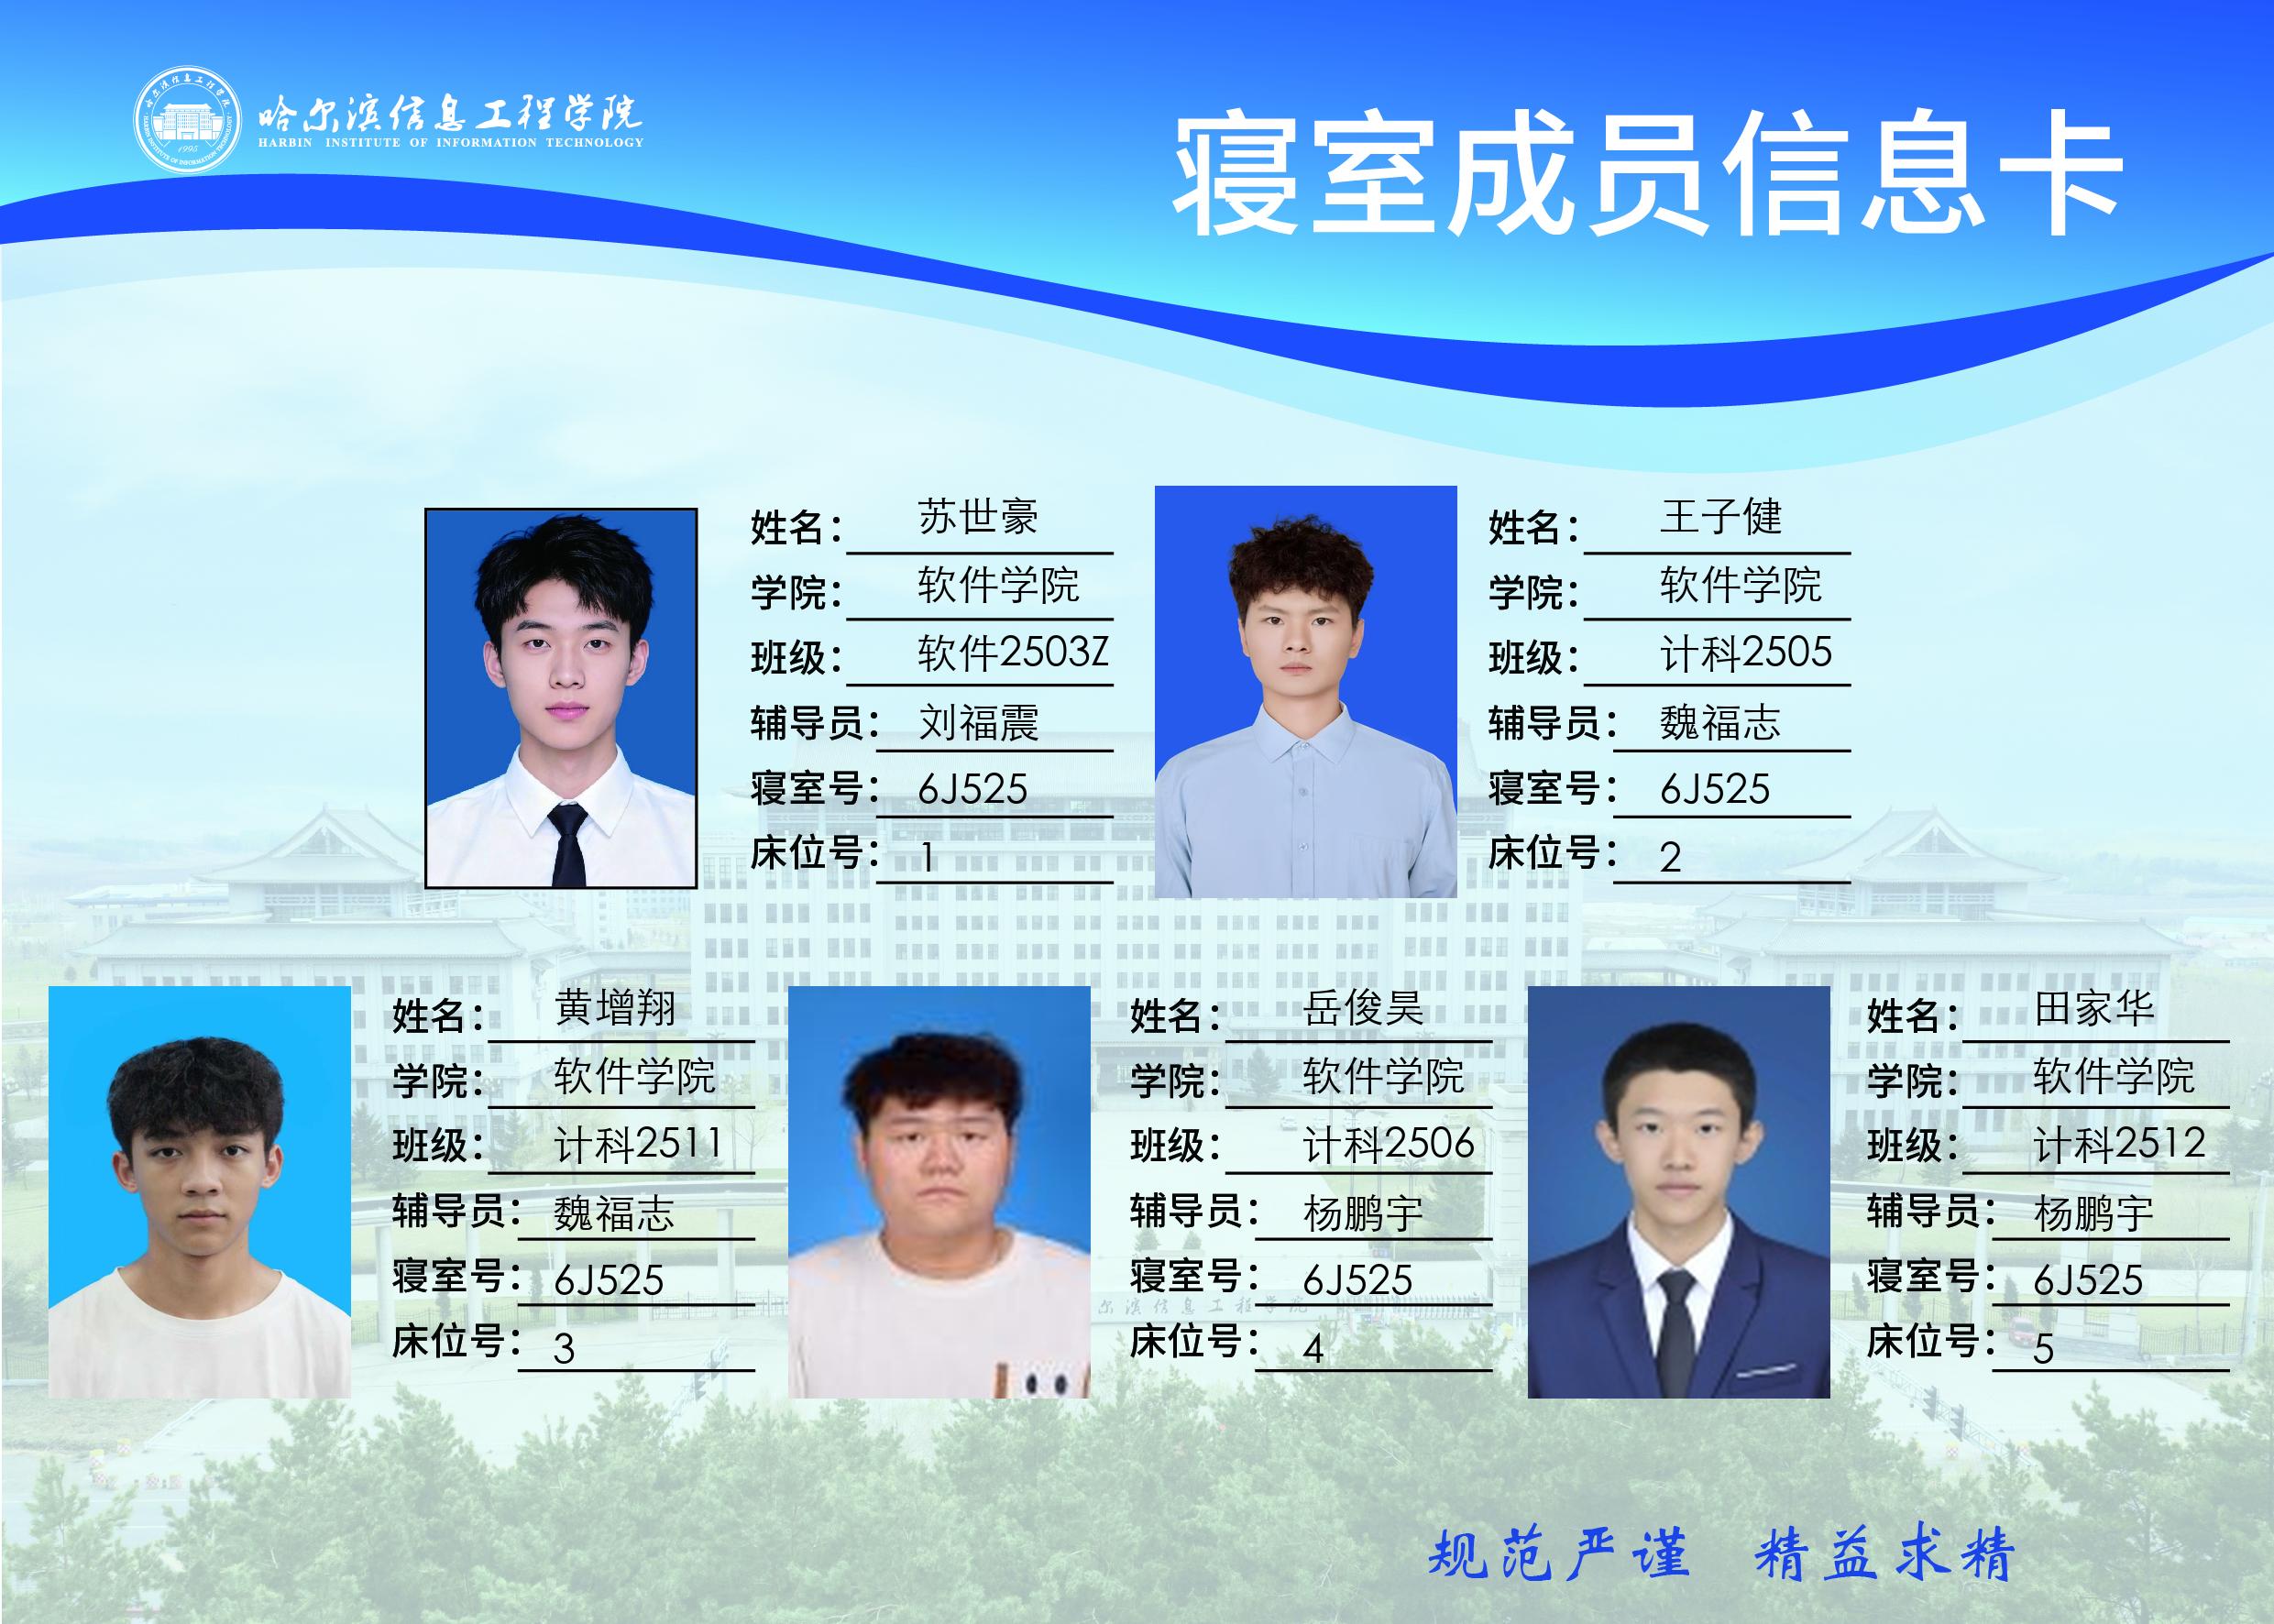 哈尔滨信息工程学院
HARBIN INSTITUTE OF INFORMATION TECHNOLOGY
1995
寝室成员信息卡
姓名：苏世豪
学院：软件学院
班级：软件2503Z
辅导员：刘福震
寝室号：6J525
床位号：1
姓名：王子健
学院：软件学院
班级：计科2505
辅导员：魏福志
寝室号：6J525
床位号：2
姓名：黄增翔
学院：软件学院
班级：计科2511
辅导员：魏福志
寝室号：6J525
床位号：3
姓名：岳俊昊
学院：软件学院
班级：计科2506
辅导员：杨鹏宇
寝室号：6J525
床位号：4
姓名：田家华
学院：软件学院
班级：计科2512
辅导员：杨鹏宇
寝室号：6J525
床位号：5
尔滨信息工程学院
规范严谨 精益求精